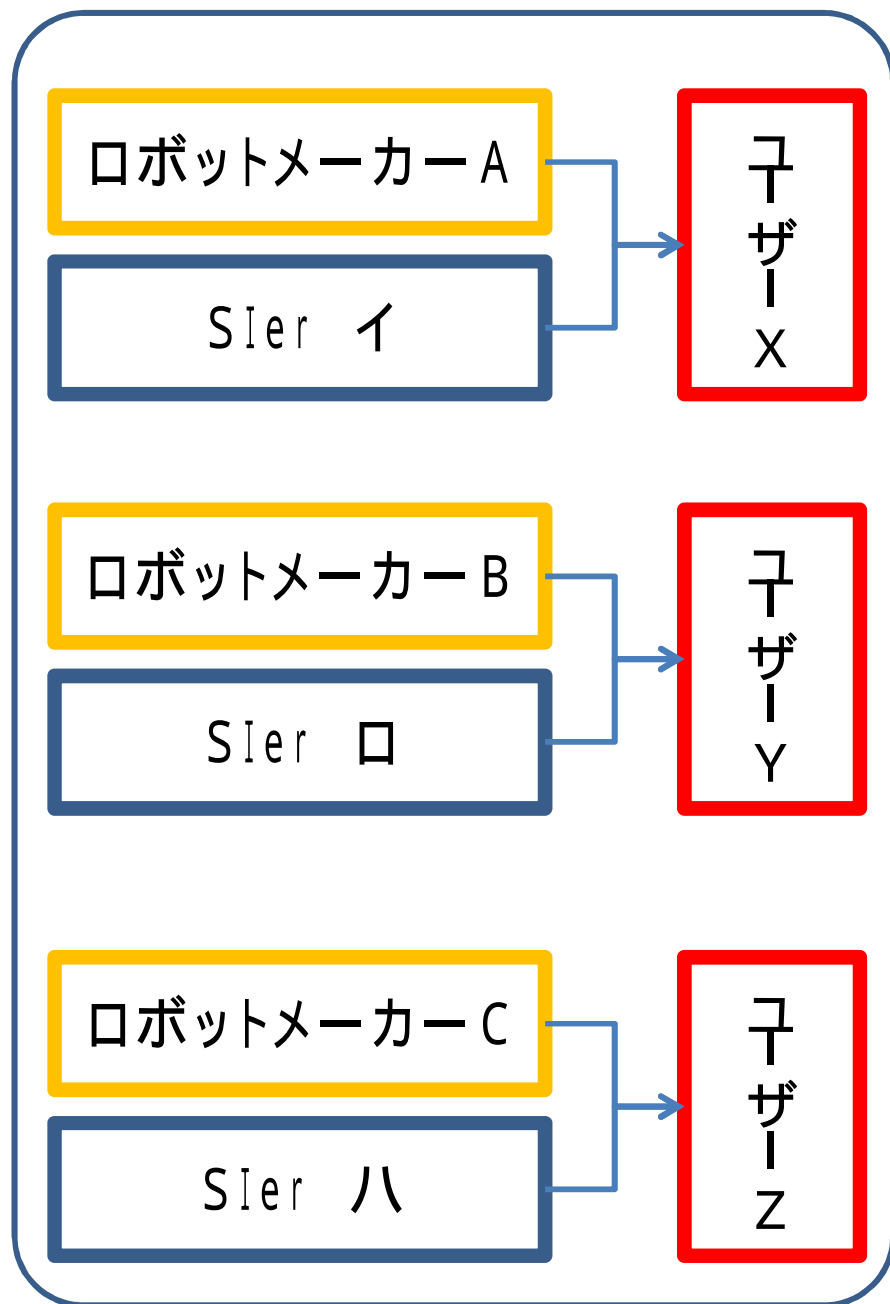 ロボットメーカーA
SIer イ
ユーザーX
ロボットメーカーB
SIer ロ
ユーザーY
ロボットメーカーC
SIer ハ
ユーザーZ